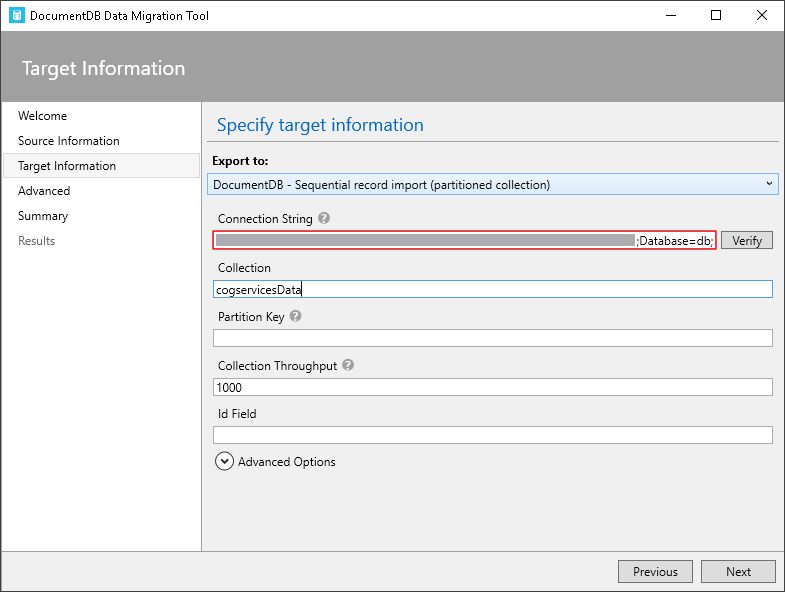 DocumentDB Data Migration Tool
Target Information
Welcome
Source Information
Target Information
Advanced
Summary
Results
Specify target information
Export to:
DocumentDB - Sequential record import (partitioned collection)
Connection String ?
;Database=db;
Verify
Collection
cogservicesData
Partition Key ?
Collection Throughput ?
1000
Id Field
Advanced Options
Previous
Next